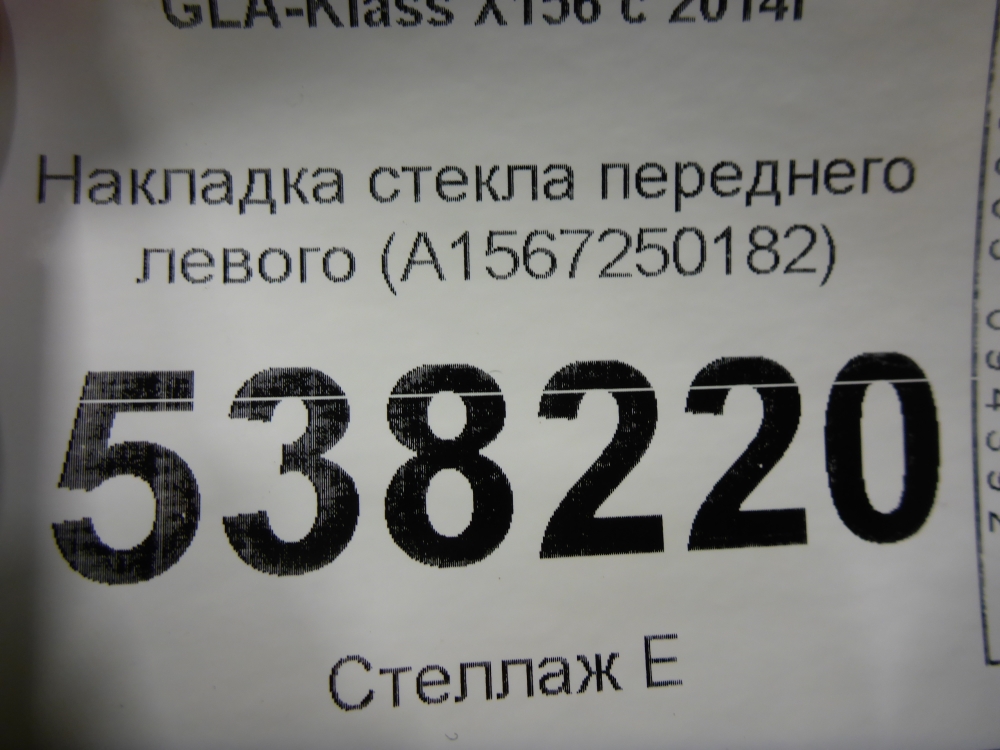 GLA-Klass X156 с 2014г
Накладка стекла переднего
левого (A1567250182)
538220
Стеллаж Е